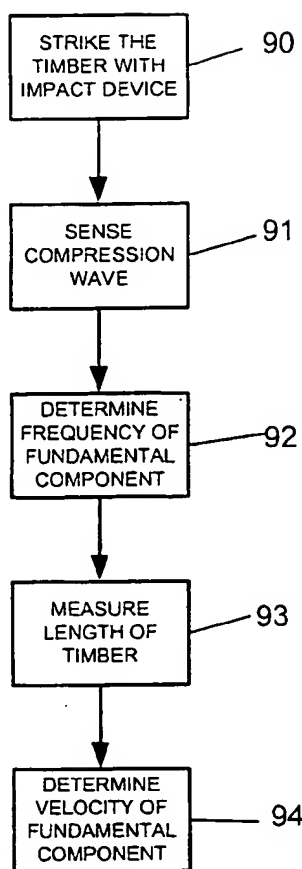 STRIKE THE
TIMBER WITH
IMPACT DEVICE
90
SENSE
COMPRESSION
WAVE
91
DETERMINE
FREQUENCY OF
FUNDAMENTAL
COMPONENT
92
MEASURE
LENGTH OF
TIMBER
93
DETERMINE
VELOCITY OF
FUNDAMENTAL
COMPONENT
94